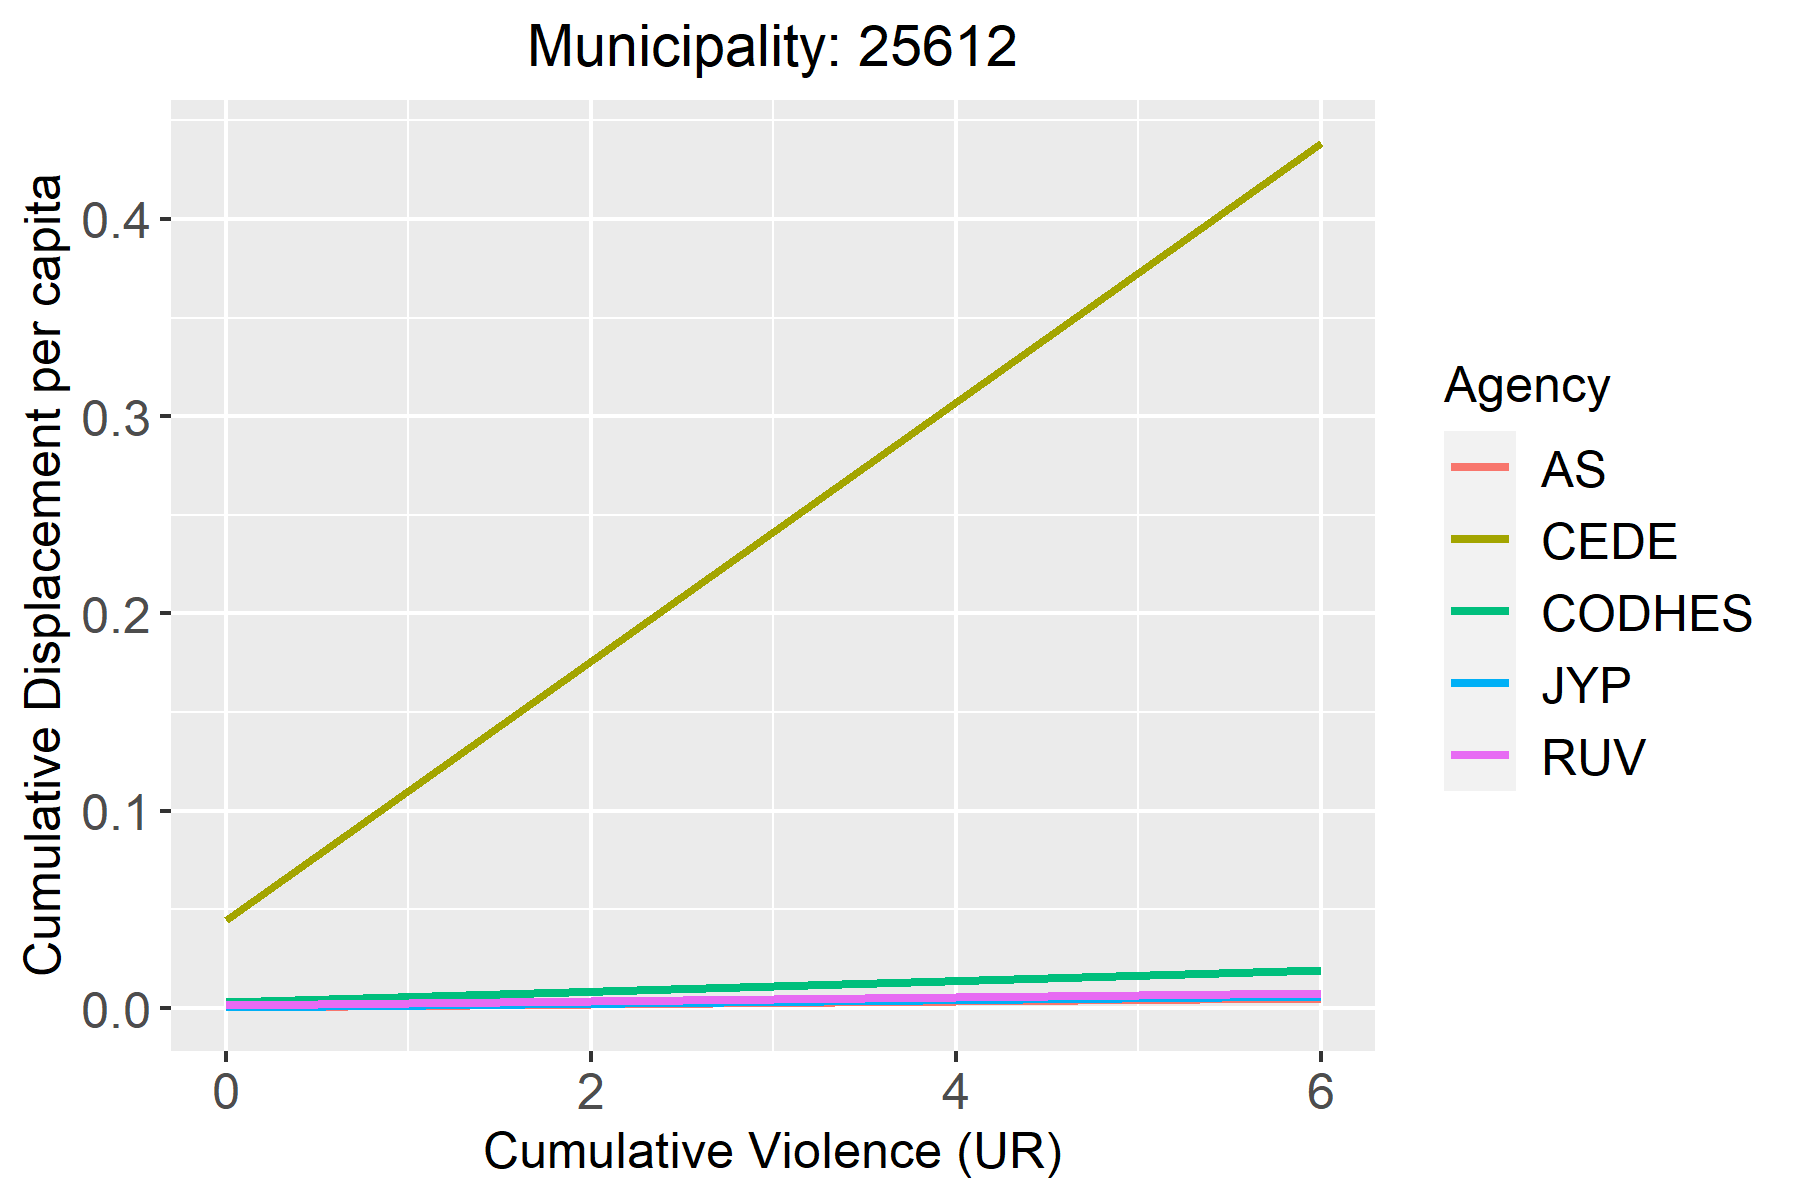 Municipality: 25612
Cumulative Displacement per capita
0.4
0.3
0.2
0.1
0.0
0
2
4
6
Cumulative Violence (UR)
Agency
AS
CEDE
CODHES
JYP
RUV